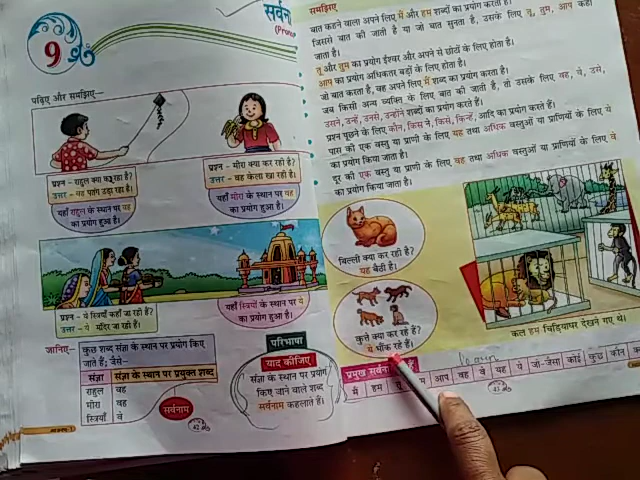 9
सर्वना
(Pronou
पढ़िए और समझिए—
प्रश्न - राहुल क्या कर रहा है?
उत्तर - वह पतंग उड़ा रहा है।
यहाँ राहुल के स्थान पर वह
का प्रयोग हुआ है।
प्रश्न - मीरा क्या कर रही है?
उत्तर - वह केला खा रही है।
यहाँ मीरा के स्थान पर वह
का प्रयोग हुआ है।
प्रश्न - ये स्त्रियाँ कहाँ जा रही हैं?
उत्तर - ये मंदिर जा रही हैं।
यहाँ स्त्रियों के स्थान पर ये
का प्रयोग हुआ है।
जानिए-
कुछ शब्द संज्ञा के स्थान पर प्रयोग किए
जाते हैं; जैसे-
संज्ञा संज्ञा के स्थान पर प्रयुक्त शब्द
राहुल वह
मीरा वह
स्त्रियाँ वे
सर्वनाम
परिभाषा
याद कीजिए
संज्ञा के स्थान पर प्रयोग
किए जाने वाले शब्द
सर्वनाम कहलाते हैं।
42
समझिए
बात कहने वाला अपने लिए मैं और हम शब्दों का प्रयोग करता है।
जिससे बात की जाती है या जो बात सुनता है, उसके लिए तू, तुम, आप कहा
जाता है।
तू और तुम का प्रयोग ईश्वर और अपने से छोटों के लिए होता है।
आप का प्रयोग अधिकतर बड़ों के लिए होता है।
जो बात करता है, वह अपने लिए मैं शब्द का प्रयोग करता है।
जब किसी अन्य व्यक्ति के लिए बात की जाती है, तो उसके लिए वह, ये, उसे,
उसने, उन्हें, उनसे, उन्होंने शब्दों का प्रयोग करते हैं।
प्रश्न पूछने के लिए कौन, किस ने, किसे, किन्हें, आदि का प्रयोग करते हैं।
पास की एक वस्तु या प्राणी के लिए यह तथा अधिक वस्तुओं या प्राणियों के लिए ये
का प्रयोग किया जाता है।
दूर की एक वस्तु या प्राणी के लिए वह तथा अधिक वस्तुओं या प्राणियों के लिए वे
का प्रयोग किया जाता है।
बिल्ली क्या कर रही है?
यह बैठी है।
कुत्ते क्या कर रहे हैं?
ये भौंक रहे हैं।
कल हम चिड़ियाघर देखने गए थे।
प्रमुख सर्वनाम
मैं हम तू आप वह वे यह ये जो-जैसा कोई कुछ कौन
43